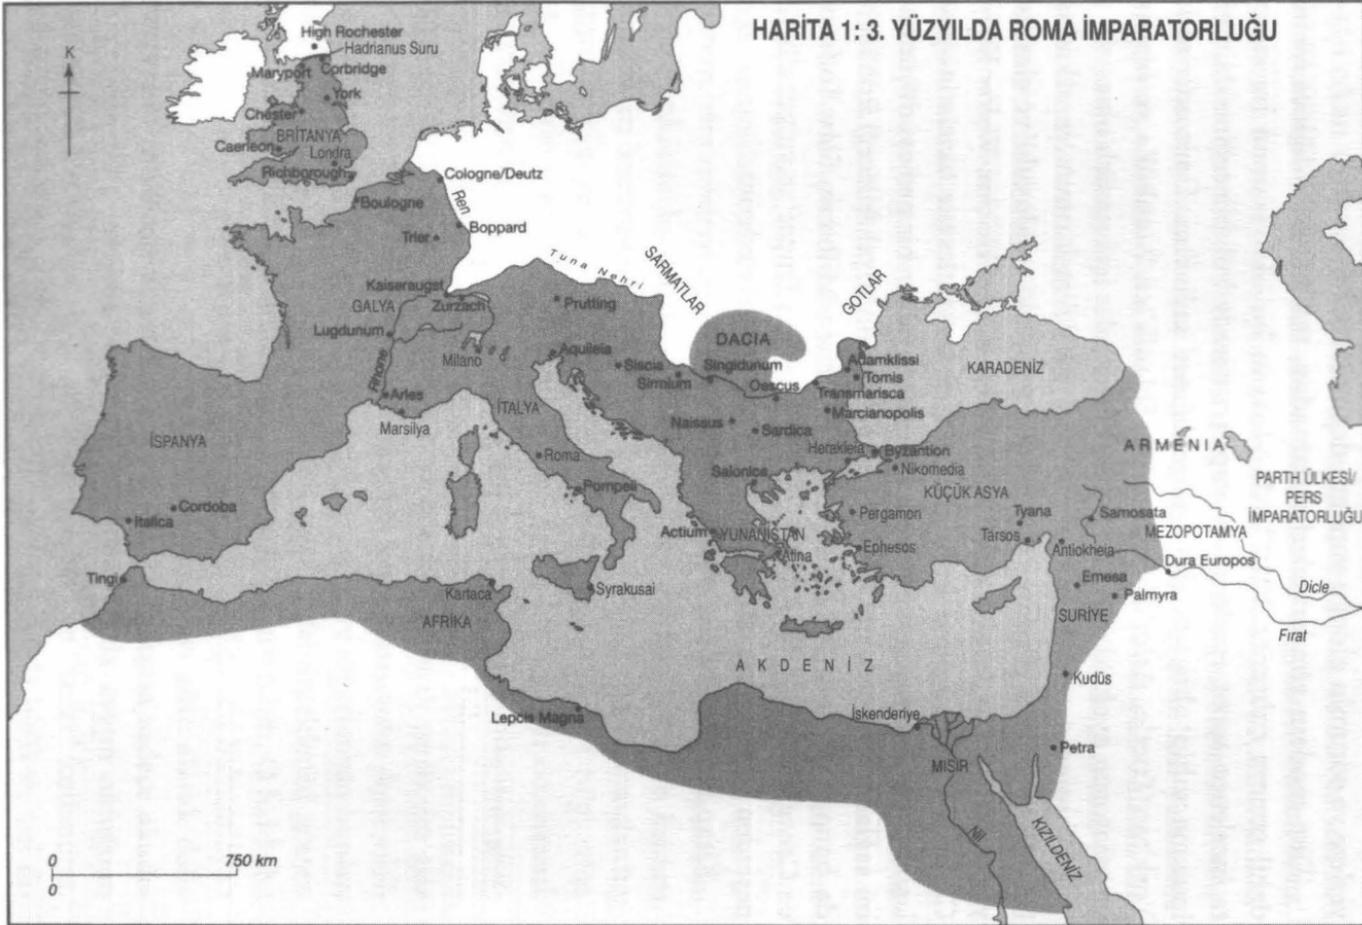 HARİTA 1: 3. YÜZYILDA ROMA İMPARATORLUĞU
K
High Rochester
Hadrianus Suru
Maryport
Corbridge
York
Chester
BRİTANYA
Caerleon
Londra
Richborough
Cologne/Deutz
Ren
Boulogne
Boppard
Trier
Tuna Nehri
SARMATLAR
GOTLAR
Kaiseraugst
Zurzach
GALYA
Prutting
Lugdunum
DACIA
Milano
Aquileia
Siscia
Singidunum
Sirmium
Oescus
Adamklissi
Tomis
Transmarisca
KARADENİZ
Rhone
Arles
Marsilya
İTALYA
Marcianopolis
Naissus
Sardica
İSPANYA
Roma
Herakleia
Byzantion
Nikomedia
ARMENIA
Salonica
Pompeii
KÜÇÜK ASYA
PARTH ÜLKESİ/
PERS
İMPARATORLUĞU
Cordoba
İtalica
Pergamon
Tyana
Samosata
MEZOPOTAMYA
Actium
YUNANİSTAN
Atina
Ephesos
Tarsos
Antiokheia
Dura Europos
Tingi
Kartaca
Syrakusai
Emesa
Palmyra
Dicle
AFRİKA
SURİYE
Fırat
AKDENİZ
Kudüs
Lepcis Magna
İskenderiye
Petra
MISIR
Nil
KIZILDENİZ
0 750 km
0